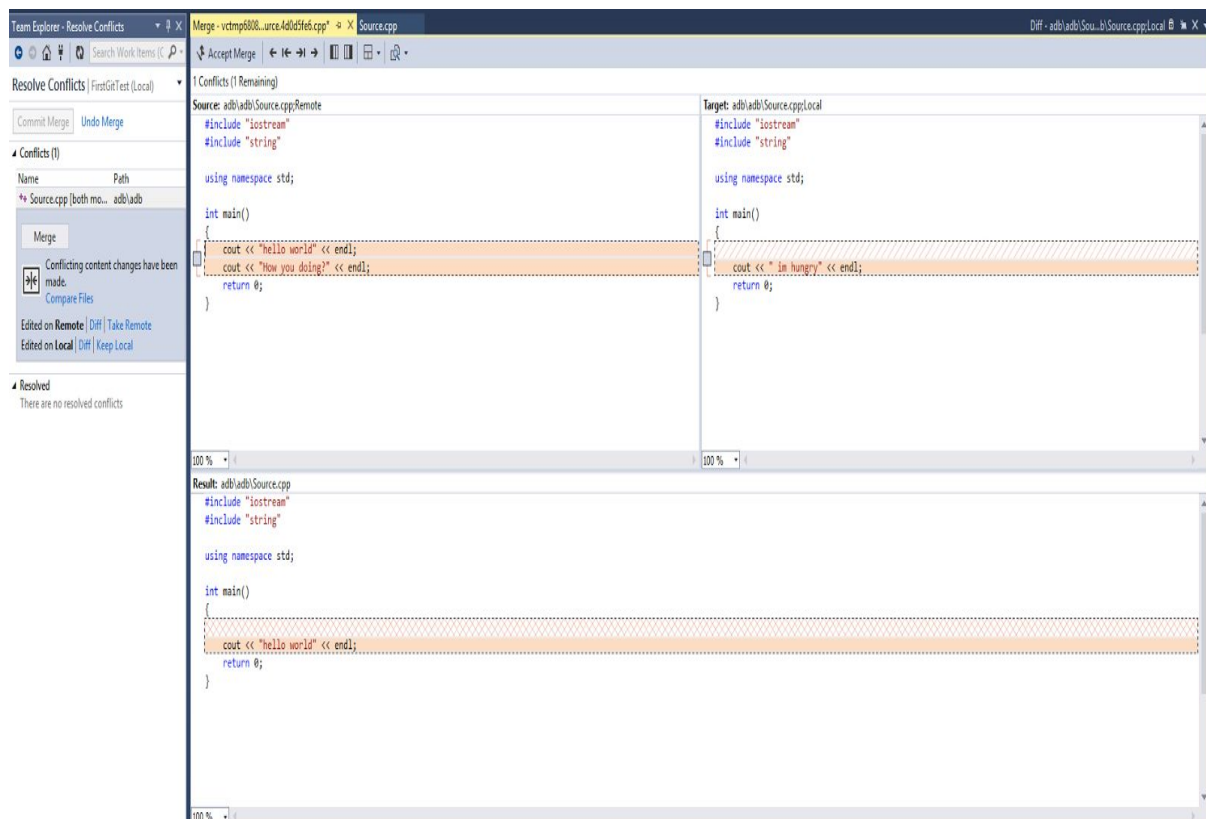 Team Explorer - Resolve Conflicts
Search Work Items (C
Resolve Conflicts | FirstGitTest (Local)
Commit Merge Undo Merge
Conflicts (1)
Name Path
Source.cpp [both mo... adb\adb
Merge
Conflicting content changes have been
made.
Compare Files
Edited on Remote | Diff | Take Remote
Edited on Local | Diff | Keep Local
Resolved
There are no resolved conflicts
Merge - vctmp6808...urce.4d0d5fe6.cpp* Source.cpp
Diff - adb\adb\Sou...b\Source.cpp;Local
Accept Merge
1 Conflicts (1 Remaining)
Source: adb\adb\Source.cpp;Remote
#include "iostream"
#include "string"
using namespace std;
int main()
{
cout << "hello world" << endl;
cout << "How you doing?" << endl;
return 0;
}
100 %
Target: adb\adb\Source.cpp;Local
#include "iostream"
#include "string"
using namespace std;
int main()
{
cout << " im hungry" << endl;
return 0;
}
100 %
Result: adb\adb\Source.cpp
#include "iostream"
#include "string"
using namespace std;
int main()
{
cout << "hello world" << endl;
return 0;
}
100 %